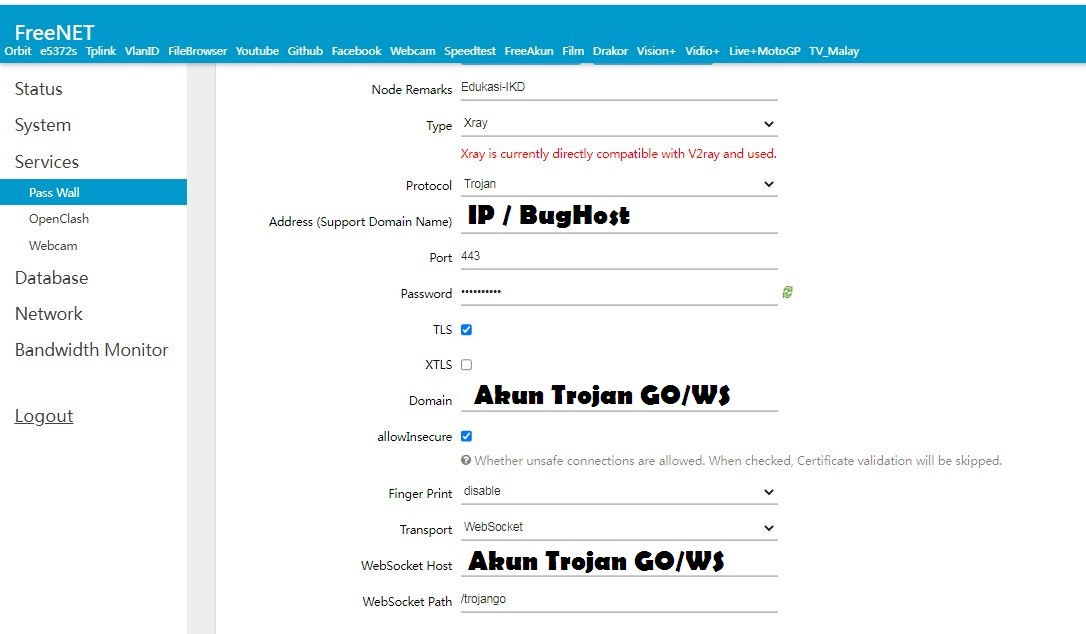 FreeNET
Orbit e5372s Tplink VlanID FileBrowser Youtube Github Facebook Webcam Speedtest FreeAkun Film Drakor Vision+ Vidio+ Live+MotoGP TV_Malay
Status
System
Services
Pass Wall
OpenClash
Webcam
Database
Network
Bandwidth Monitor
Logout
Node Remarks Edukasi-IKD
Type Xray
Xray is currently directly compatible with V2ray and used.
Protocol Trojan
Address (Support Domain Name) IP / BugHost
Port 443
Password ••••••••••
TLS
XTLS
Domain Akun Trojan GO/WS
allowInsecure
Whether unsafe connections are allowed. When checked, Certificate validation will be skipped.
Finger Print disable
Transport WebSocket
WebSocket Host Akun Trojan GO/WS
WebSocket Path /trojango